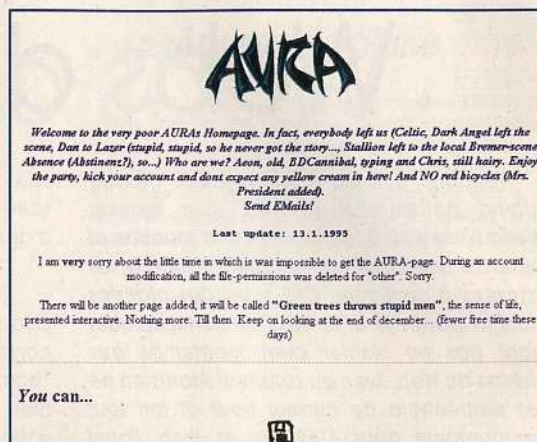 AURA
Welcome to the very poor AURAs Homepage. In fact, everybody left us (Celtic, Dark Angel left the
scene, Dan to Lazer (stupid, stupid, so he never got the story..., Stallion left to the local Bremer-scene
Absence (Abstinenz?), so...) Who are we? Aeon, old, BDCannibal, typing and Chris, still hairy. Enjoy
the party, kick your account and dont expect any yellow cream in here! And NO red bicycles (Mrs.
President added).
Send EMails!
Last update: 13.1.1995
I am very sorry about the little time in which is was impossible to get the AURA-page. During an account
modification, all the file-permissions was deleted for "other". Sorry.
There will be another page added, it will be called "Green trees throws stupid men", the sense of life,
presented interactive. Nothing more. Till then. Keep on looking at the end of december... (fewer free time these
days)
You can...